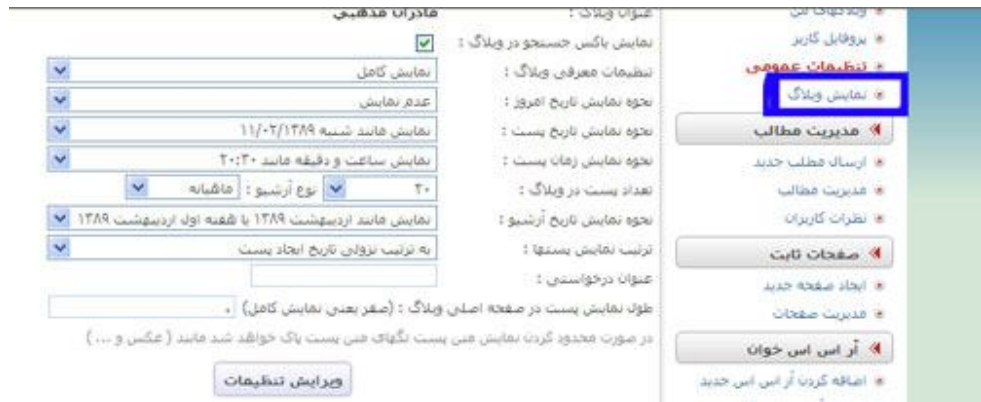 وبلاگهای من
پروفایل کاربر
تنظیمات عمومی
نمایش وبلاگ
مدیریت مطالب
ارسال مطلب جدید
مدیریت مطالب
نظرات کاربران
صفحات ثابت
ایجاد صفحه جدید
مدیریت صفحات
آر اس اس خوان
اضافه کردن آر اس اس جدید
عنوان وبلاگ : مادران مذهبی
نمایش باکس جستجو در وبلاگ :
تنظیمات معرفی وبلاگ : نمایش کامل
نحوه نمایش تاریخ امروز : عدم نمایش
نحوه نمایش تاریخ پست : نمایش مانند شنبه ۱۱/۰۲/۱۳۸۹
نحوه نمایش زمان پست : نمایش ساعت و دقیقه مانند ۲۰:۳۰
تعداد پست در وبلاگ : ۲۰ نوع آرشیو : ماهیانه
نحوه نمایش تاریخ آرشیو : نمایش مانند اردیبهشت ۱۳۸۹ یا هفته اول اردیبهشت ۱۳۸۹
ترتیب نمایش پستها : به ترتیب نزولی تاریخ ایجاد پست
عنوان درخواستی :
طول نمایش پست در صفحه اصلی وبلاگ : (صفر یعنی نمایش کامل) ۰
در صورت محدود کردن نمایش متن پست تگهای متن پست پاک خواهد شد مانند ( عکس و ... )
ویرایش تنظیمات